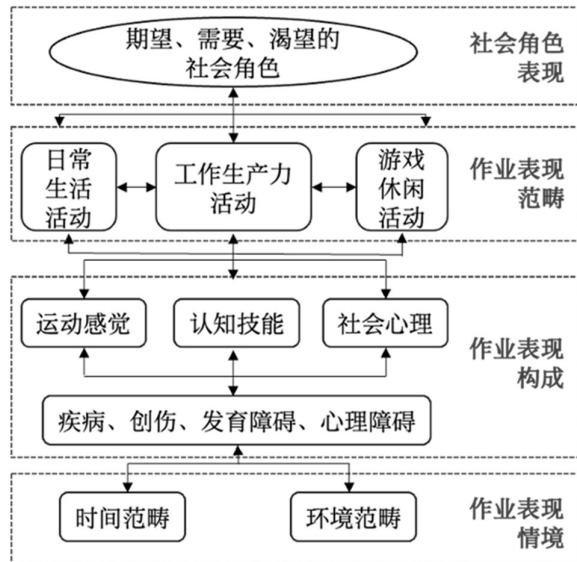 期望、需要、渴望的
社会角色
社会角色
表现
日常
生活
活动
工作生产力
活动
游戏
休闲
活动
作业表现
范畴
运动感觉
认知技能
社会心理
作业表现
构成
疾病、创伤、发育障碍、心理障碍
时间范畴
环境范畴
作业表现
情境